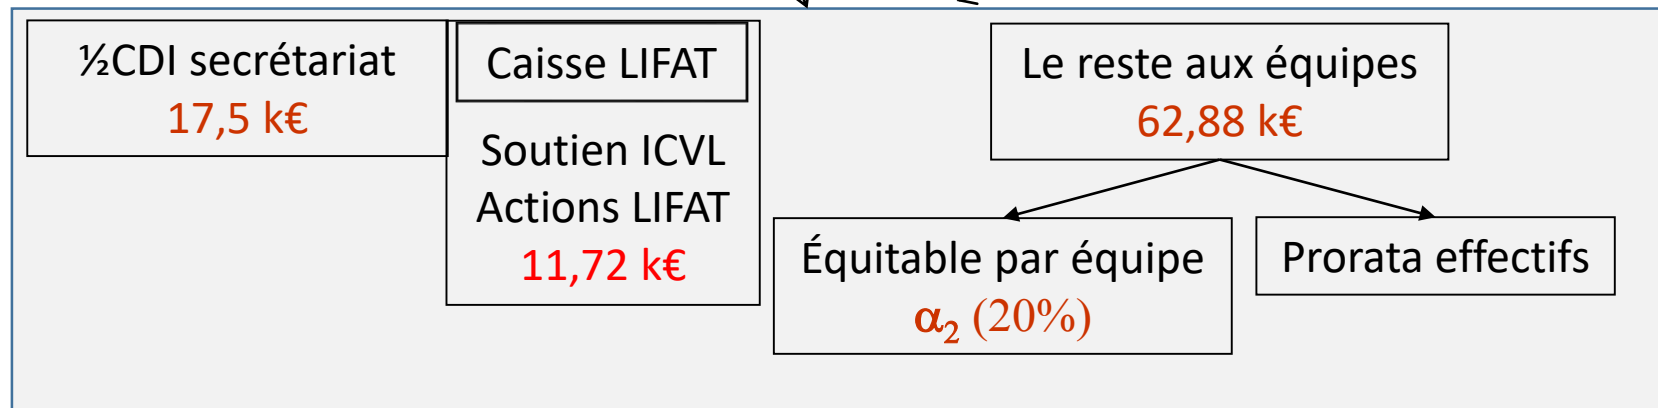 ½CDI secrétariat
17,5 k€
Caisse LIFAT
Soutien ICVL
Actions LIFAT
11,72 k€
Le reste aux équipes
62,88 k€
Équitable par équipe
α₂ (20%)
Prorata effectifs